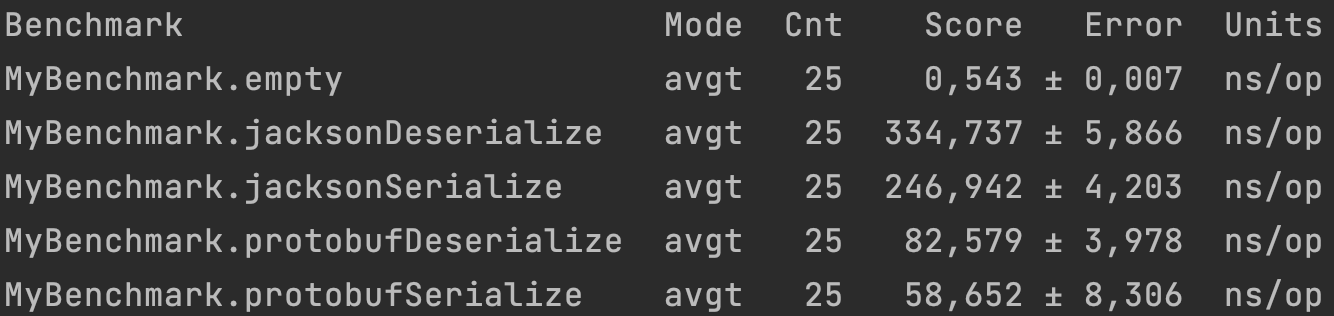 Benchmark Mode Cnt Score Error Units
MyBenchmark.empty avgt 25 0,543 ± 0,007 ns/op
MyBenchmark.jacksonDeserialize avgt 25 334,737 ± 5,866 ns/op
MyBenchmark.jacksonSerialize avgt 25 246,942 ± 4,203 ns/op
MyBenchmark.protobufDeserialize avgt 25 82,579 ± 3,978 ns/op
MyBenchmark.protobufSerialize avgt 25 58,652 ± 8,306 ns/op